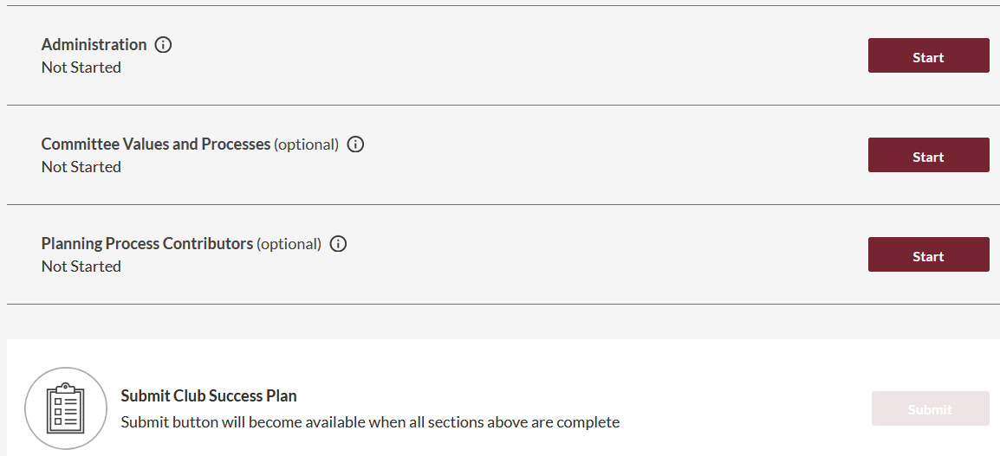 Administration
Not Started
Start
Committee Values and Processes (optional)
Not Started
Start
Planning Process Contributors (optional)
Not Started
Start
Submit Club Success Plan
Submit button will become available when all sections above are complete
Submit